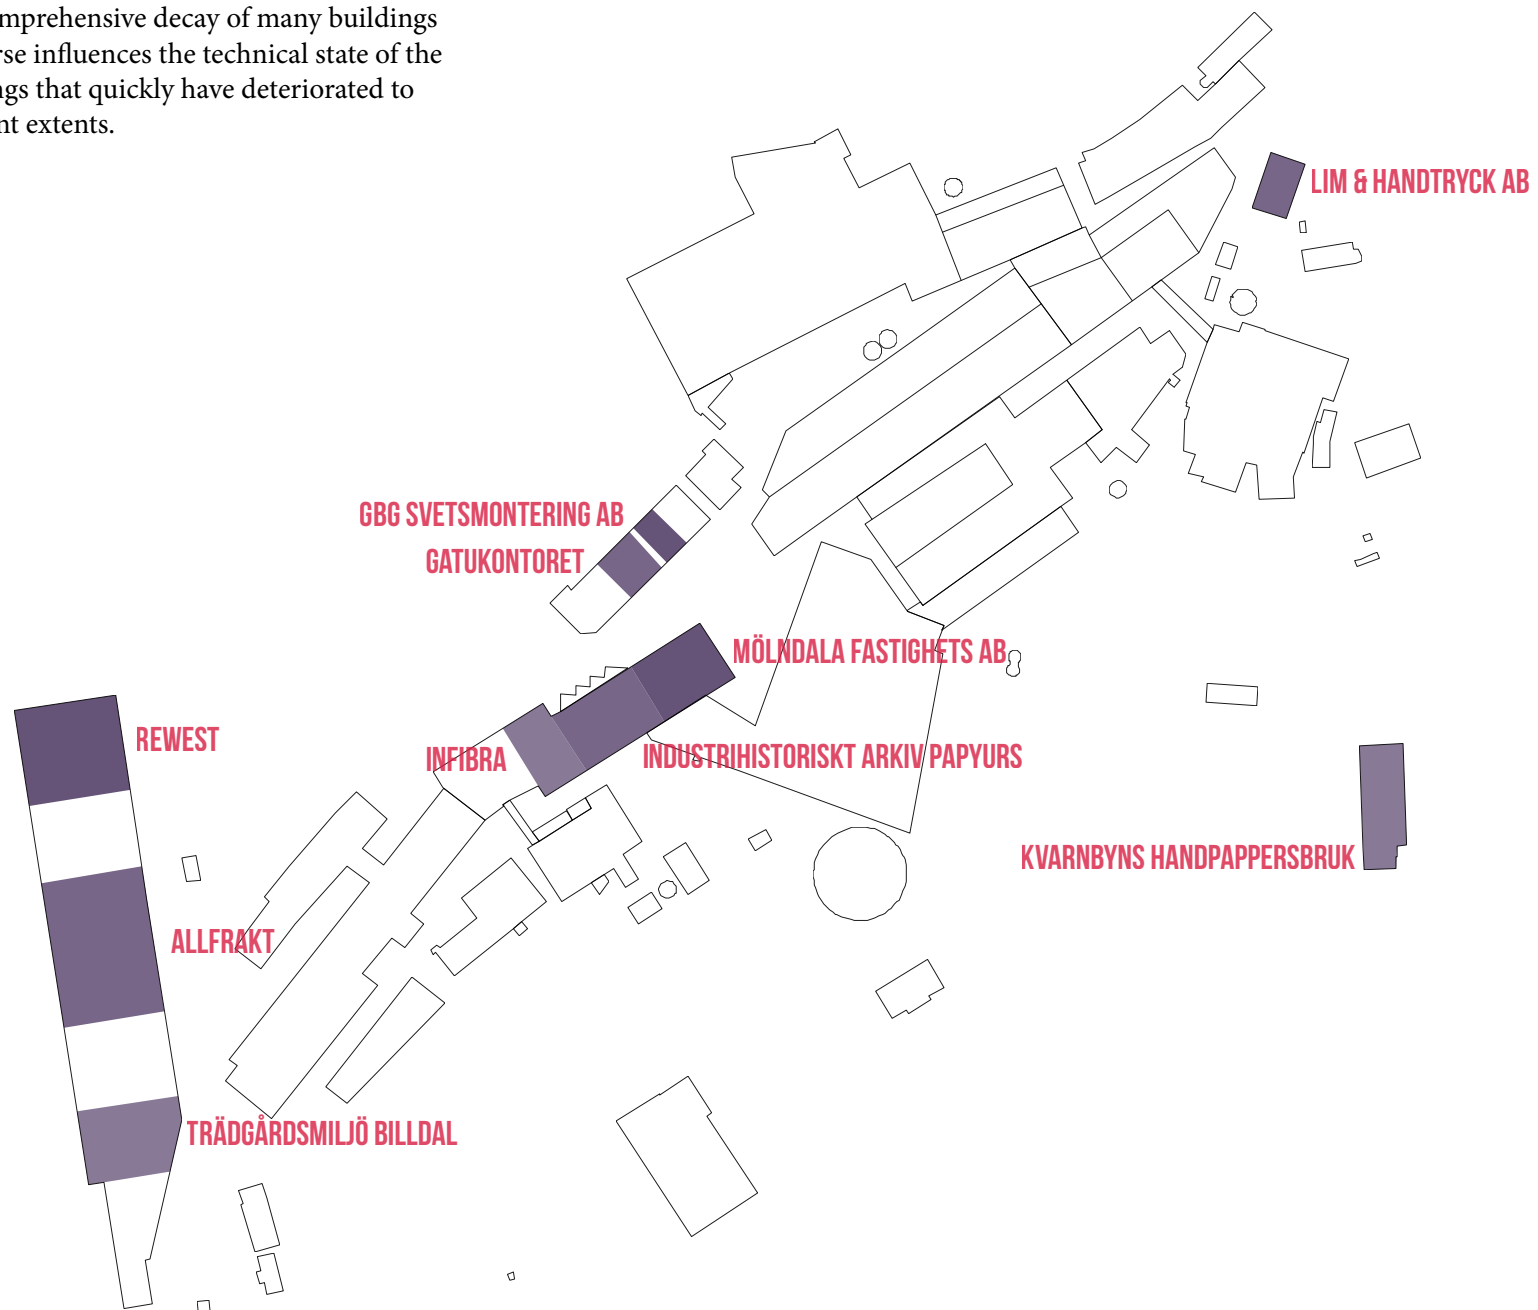 mprehensive decay of many buildings
rse influences the technical state of the
ngs that quickly have deteriorated to
nt extents.
LIM & HANDTRYCK AB
GBG SVETSMONTERING AB
GATUKONTORET
MÖLNDALA FASTIGHETS AB
REWEST
INFIBRA
INDUSTRIHISTORISKT ARKIV PAPYURS
KVARNBYNS HANDPAPPERSBRUK
ALLFRAKT
TRÄDGÅRDSMILJÖ BILLDAL